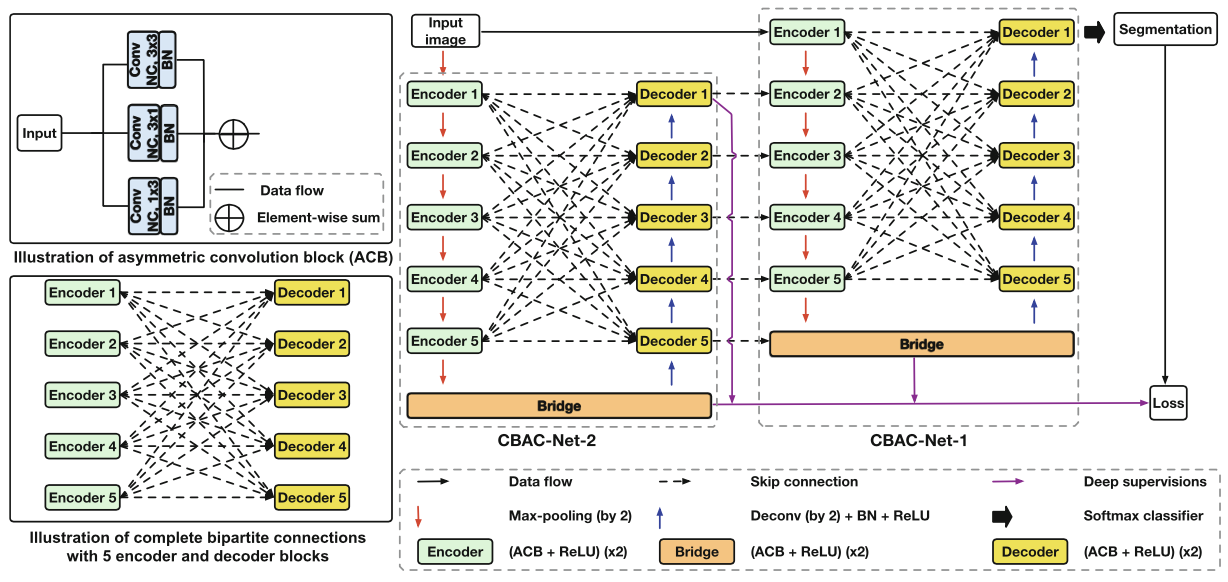 Input
Conv
NC, 3x3
BN
Conv
NC, 3x1
BN
Conv
NC, 1x3
BN
Data flow
Element-wise sum
Illustration of asymmetric convolution block (ACB)
Encoder 1
Decoder 1
Encoder 2
Decoder 2
Encoder 3
Decoder 3
Encoder 4
Decoder 4
Encoder 5
Decoder 5
Illustration of complete bipartite connections
with 5 encoder and decoder blocks
Input
image
Encoder 1
Decoder 1
Encoder 2
Decoder 2
Encoder 3
Decoder 3
Encoder 4
Decoder 4
Encoder 5
Decoder 5
Bridge
CBAC-Net-2
Encoder 1
Decoder 1
Encoder 2
Decoder 2
Encoder 3
Decoder 3
Encoder 4
Decoder 4
Encoder 5
Decoder 5
Bridge
CBAC-Net-1
Segmentation
Loss
Data flow
Skip connection
Deep supervisions
Max-pooling (by 2)
Deconv (by 2) + BN + ReLU
Softmax classifier
Encoder
(ACB + ReLU) (x2)
Bridge
(ACB + ReLU) (x2)
Decoder
(ACB + ReLU) (x2)